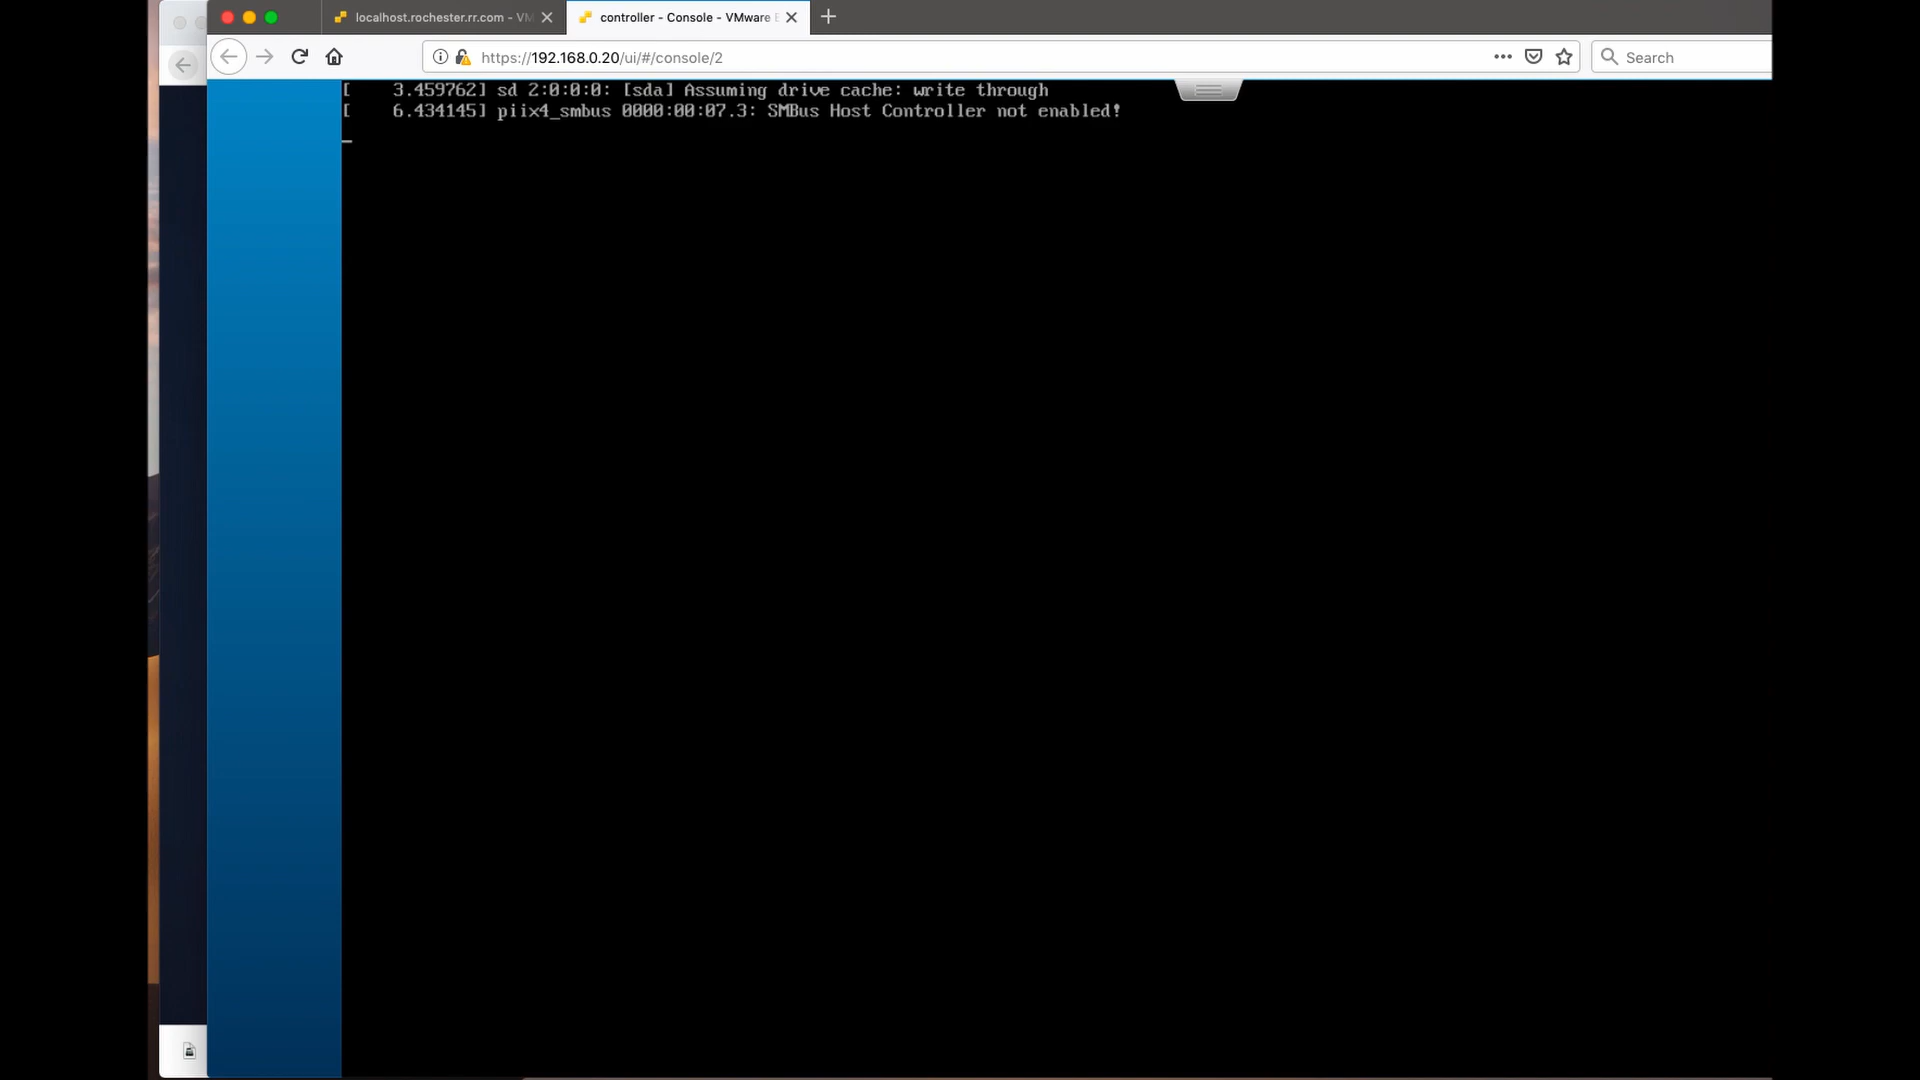 localhost.rochester.rr.com - VM
controller - Console - VMware E
https://192.168.0.20/ui/#/console/2
Search
[    3.459762] sd 2:0:0:0: [sda] Assuming drive cache: write through
[    6.434145] piix4_smbus 0000:00:07.3: SMBus Host Controller not enabled!